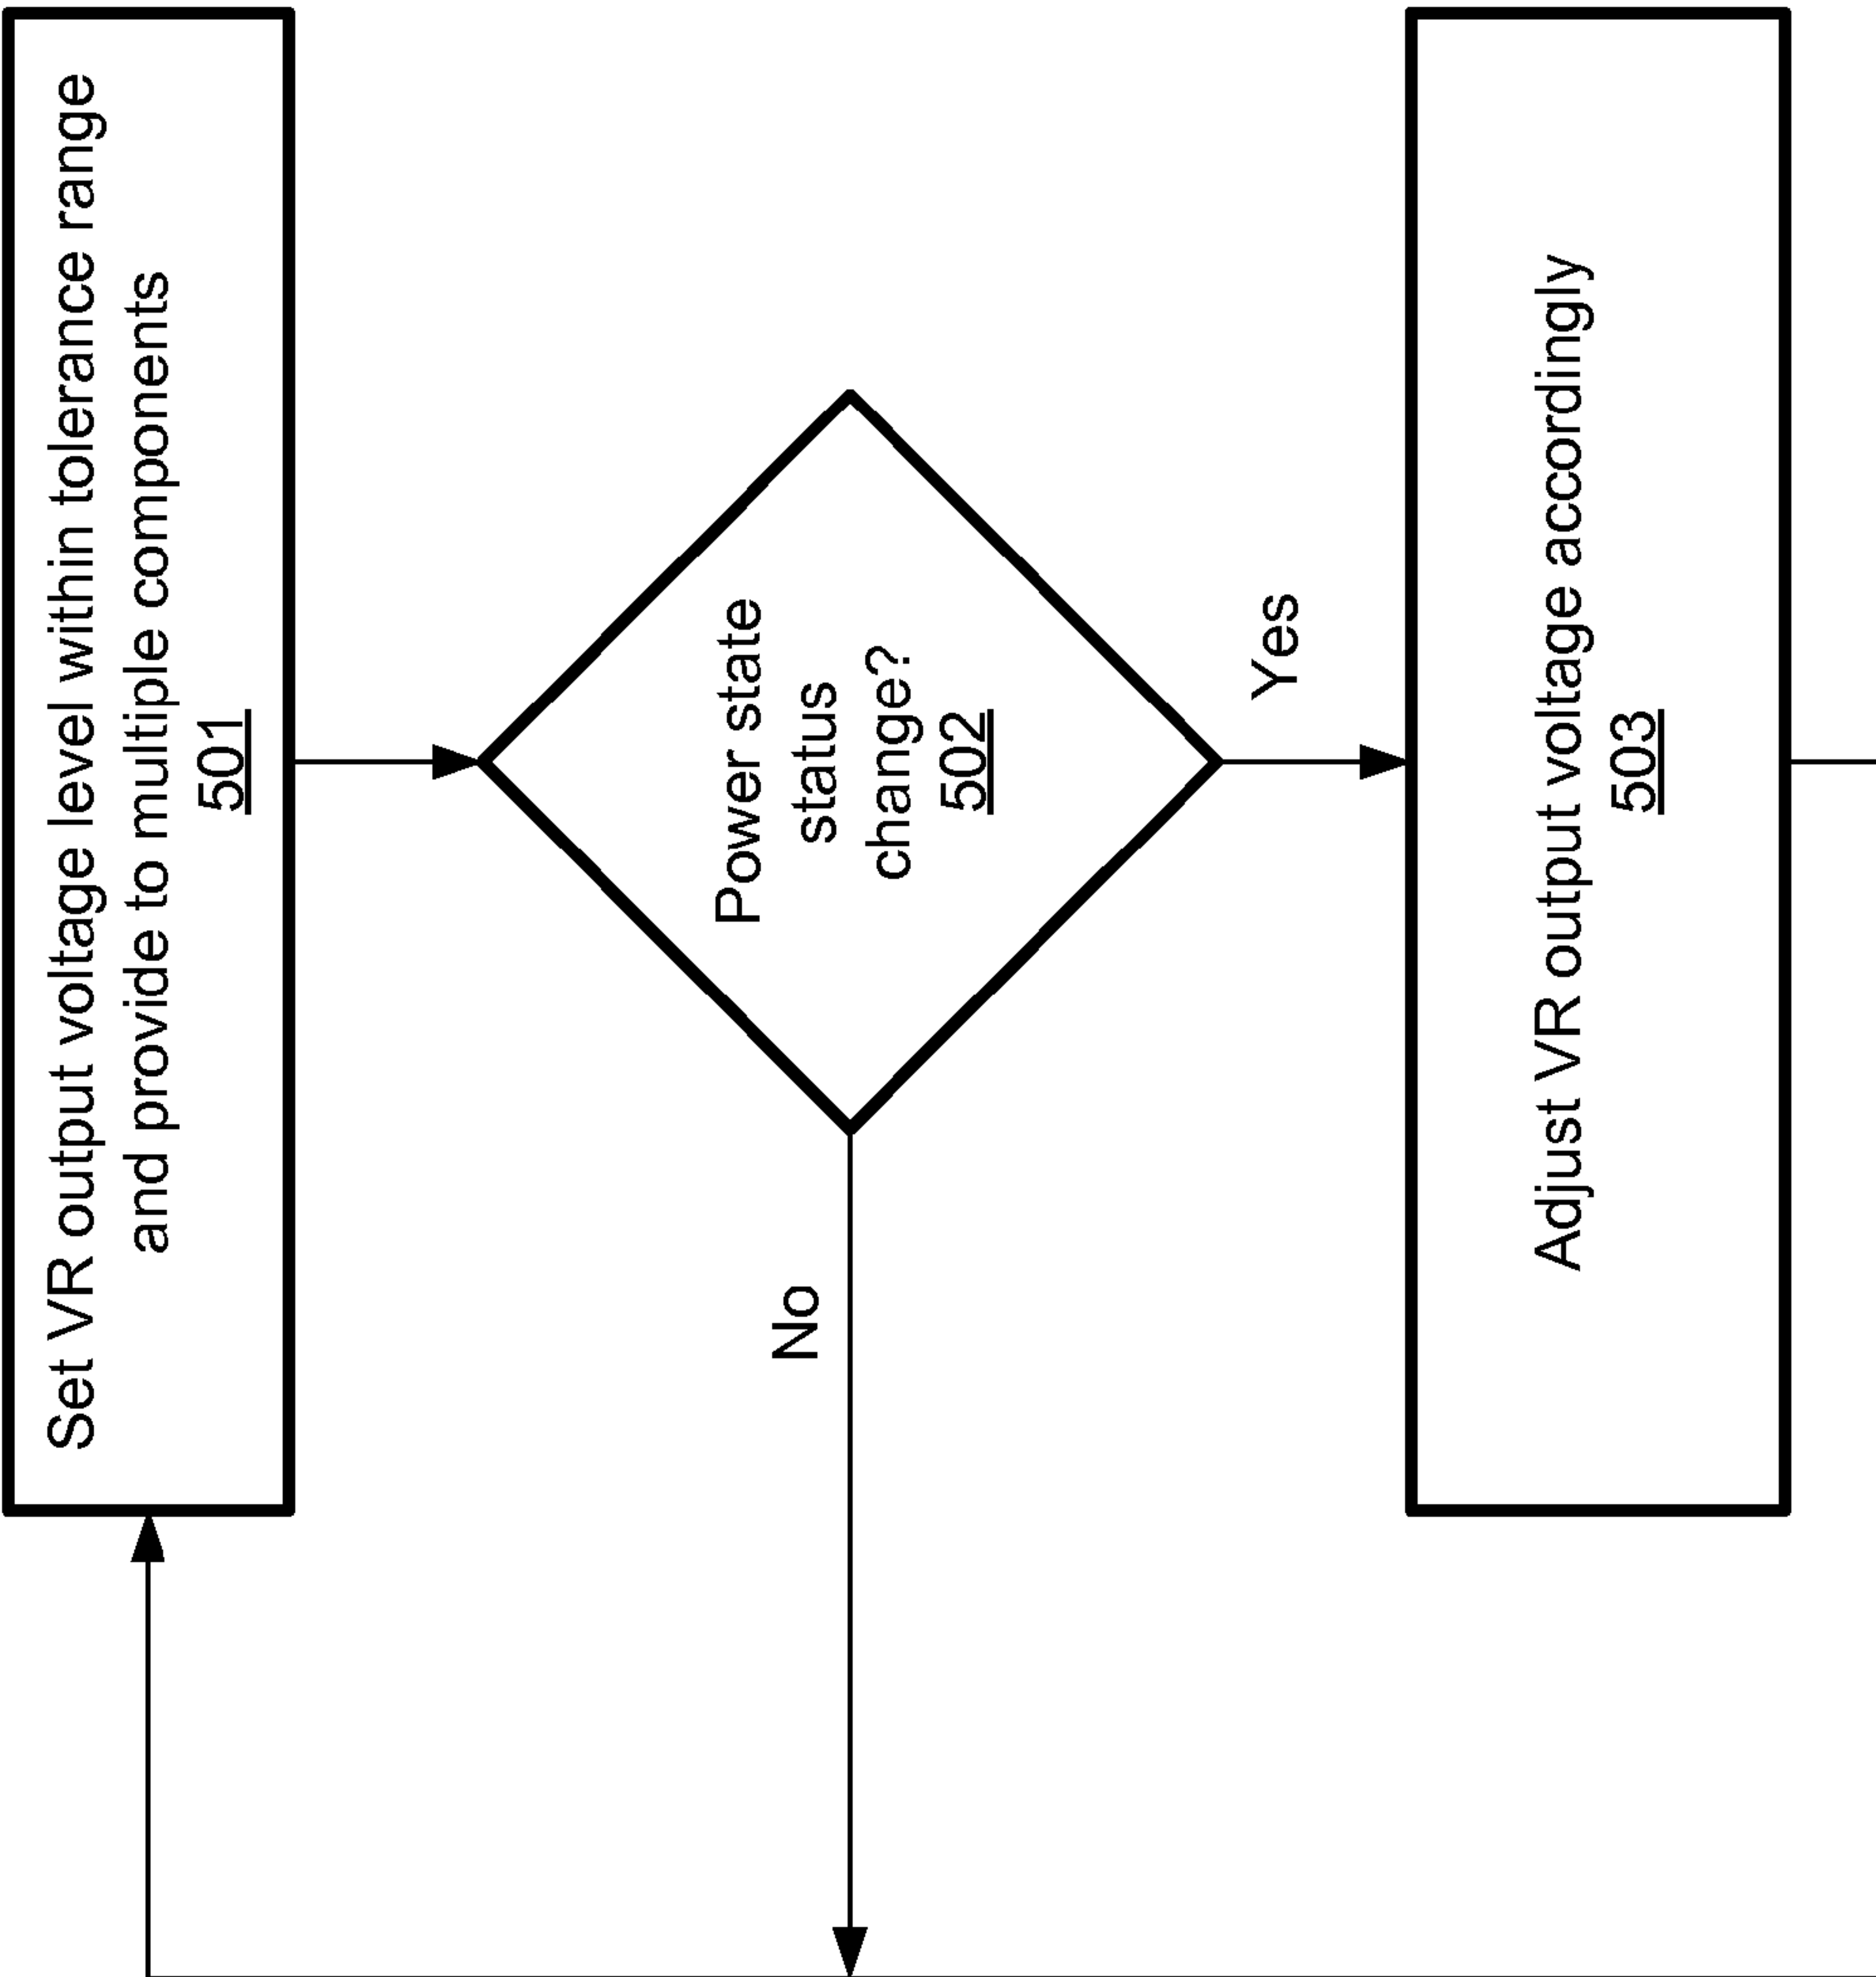 Set VR output voltage level within tolerance range
and provide to multiple components
501
Power state
status
change?
502
No
Yes
Adjust VR output voltage accordingly
503